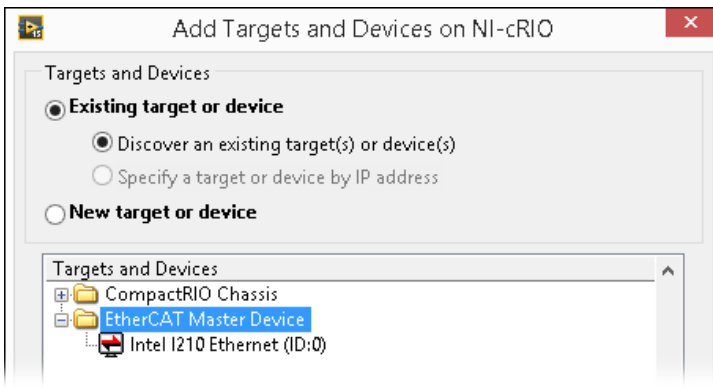 Add Targets and Devices on NI-cRIO
Targets and Devices
Existing target or device
Discover an existing target(s) or device(s)
Specify a target or device by IP address
New target or device
Targets and Devices
CompactRIO Chassis
EtherCAT Master Device
Intel I210 Ethernet (ID:0)